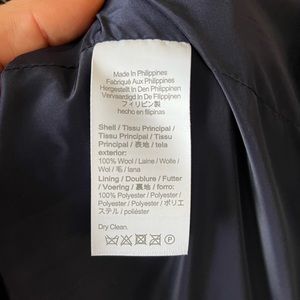 Made In Philippines
Fabriqué Aux Philippines
Hergestellt In Den Philippinen
Vervaardigd In De Filippijnen
フィリピン製
hecho en filipinas
Shell / Tissu Principal /
Tissu Principal / Tissu
Principal / 表地 / tela
exterior:
100% Wool / Laine / Wolle /
Wol / 毛 / lana
Lining / Doublure / Futter
/ Voering / 裏地 / forro:
100% Polyester / Polyester /
Polyester / Polyester / ポリエ
ステル / poliéster
Dry Clean.
P